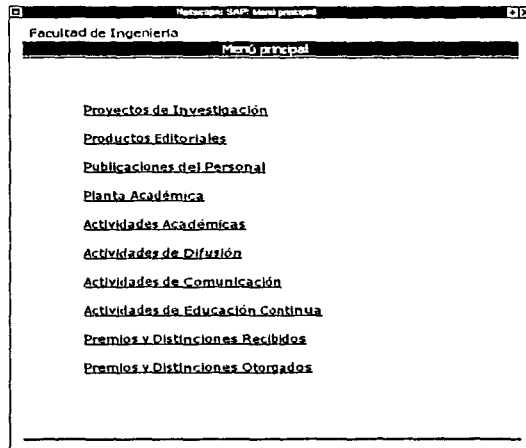 Netscape: SAP: Menú principal
Facultad de Ingeniería
Menú principal
Proyectos de Investigación
Productos Editoriales
Publicaciones del Personal
Planta Académica
Actividades Académicas
Actividades de Difusión
Actividades de Comunicación
Actividades de Educación Continua
Premios y Distinciones Recibidos
Premios y Distinciones Otorgados